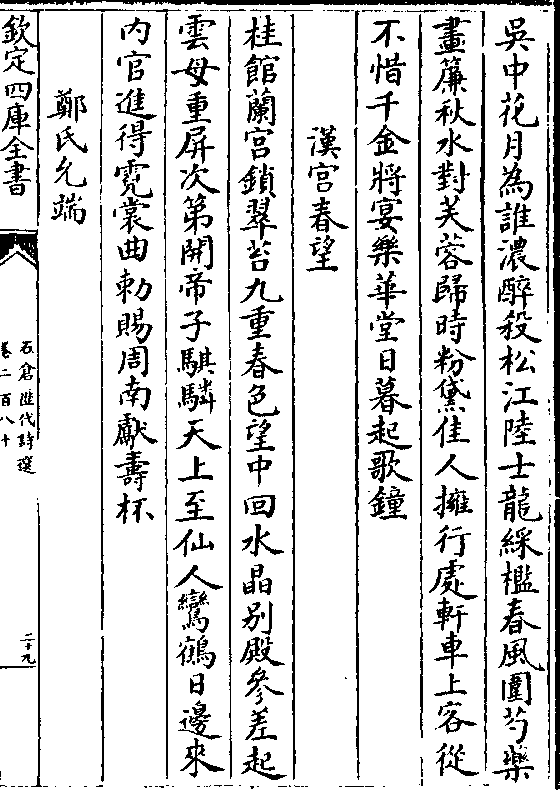 吳中花月為誰濃醉殺松江陸士龍綵檻春風圍芍藥
畫簾秋水對芙蓉歸時粉黛佳人擁行處軒車上客從
不惜千金將宴樂華堂日暮起歌鐘
漢宮春望
桂館蘭宮鎖翠苔九重春色望中回水晶別殿參差起
雲母重屏次第開帝子騏驎天上至仙人鸞鶴日邊來
内官進得霓裳曲勅賜周南獻壽杯
鄭氏允端
欽定四庫全書
石倉歷代詩選
卷二百八十
二十九